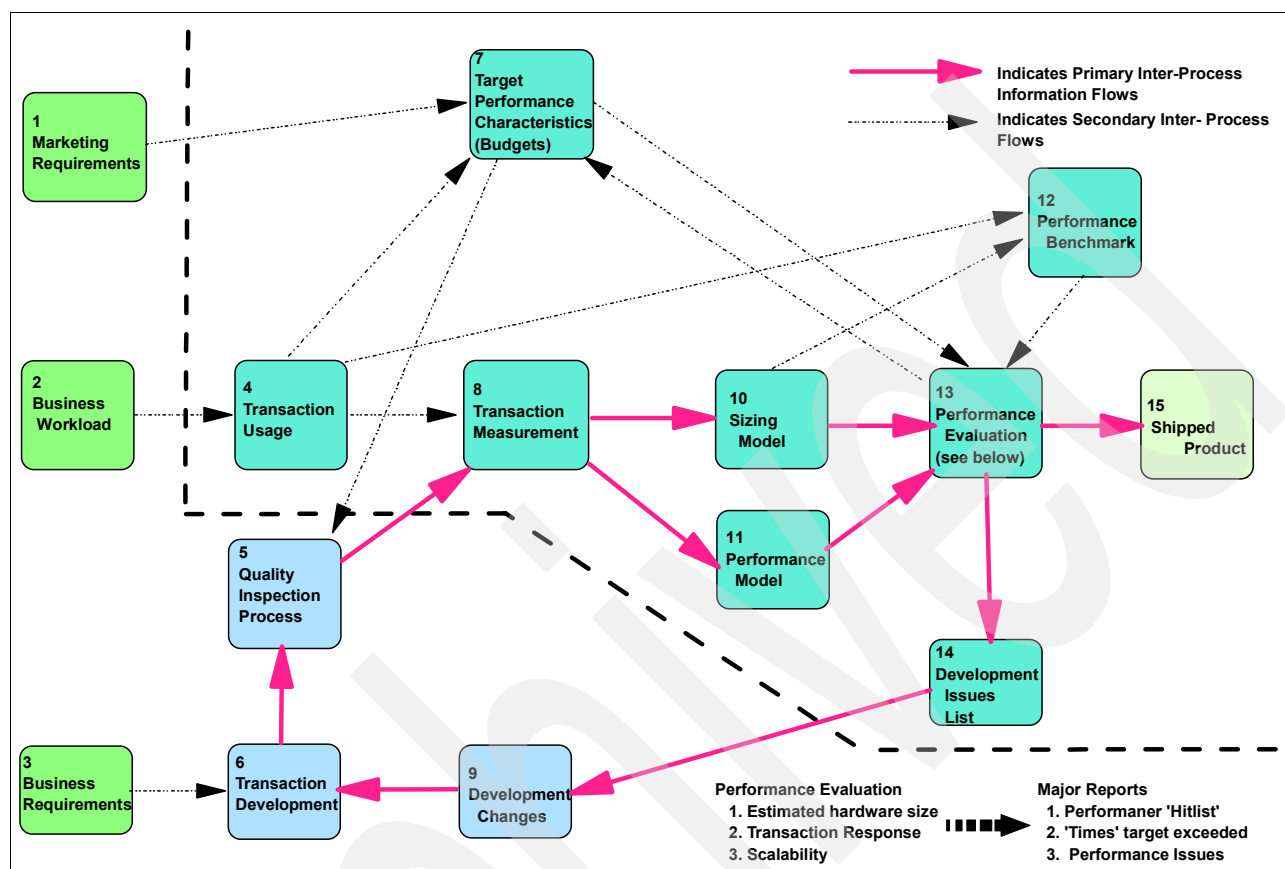 7
Target
Performance
Characteristics
(Budgets)
Indicates Primary Inter-Process
Information Flows
Indicates Secondary Inter- Process
Flows
1
Marketing
Requirements
12
Performance
Benchmark
2
Business
Workload
4
Transaction
Usage
8
Transaction
Measurement
10
Sizing
Model
13
Performance
Evaluation
(see below)
15
Shipped
Product
5
Quality
Inspection
Process
11
Performance
Model
14
Development
Issues
List
3
Business
Requirements
6
Transaction
Development
9
Development
Changes
Performance Evaluation
1. Estimated hardware size
2. Transaction Response
3. Scalability
Major Reports
1. Performaner 'Hitlist'
2. 'Times' target exceeded
3. Performance Issues